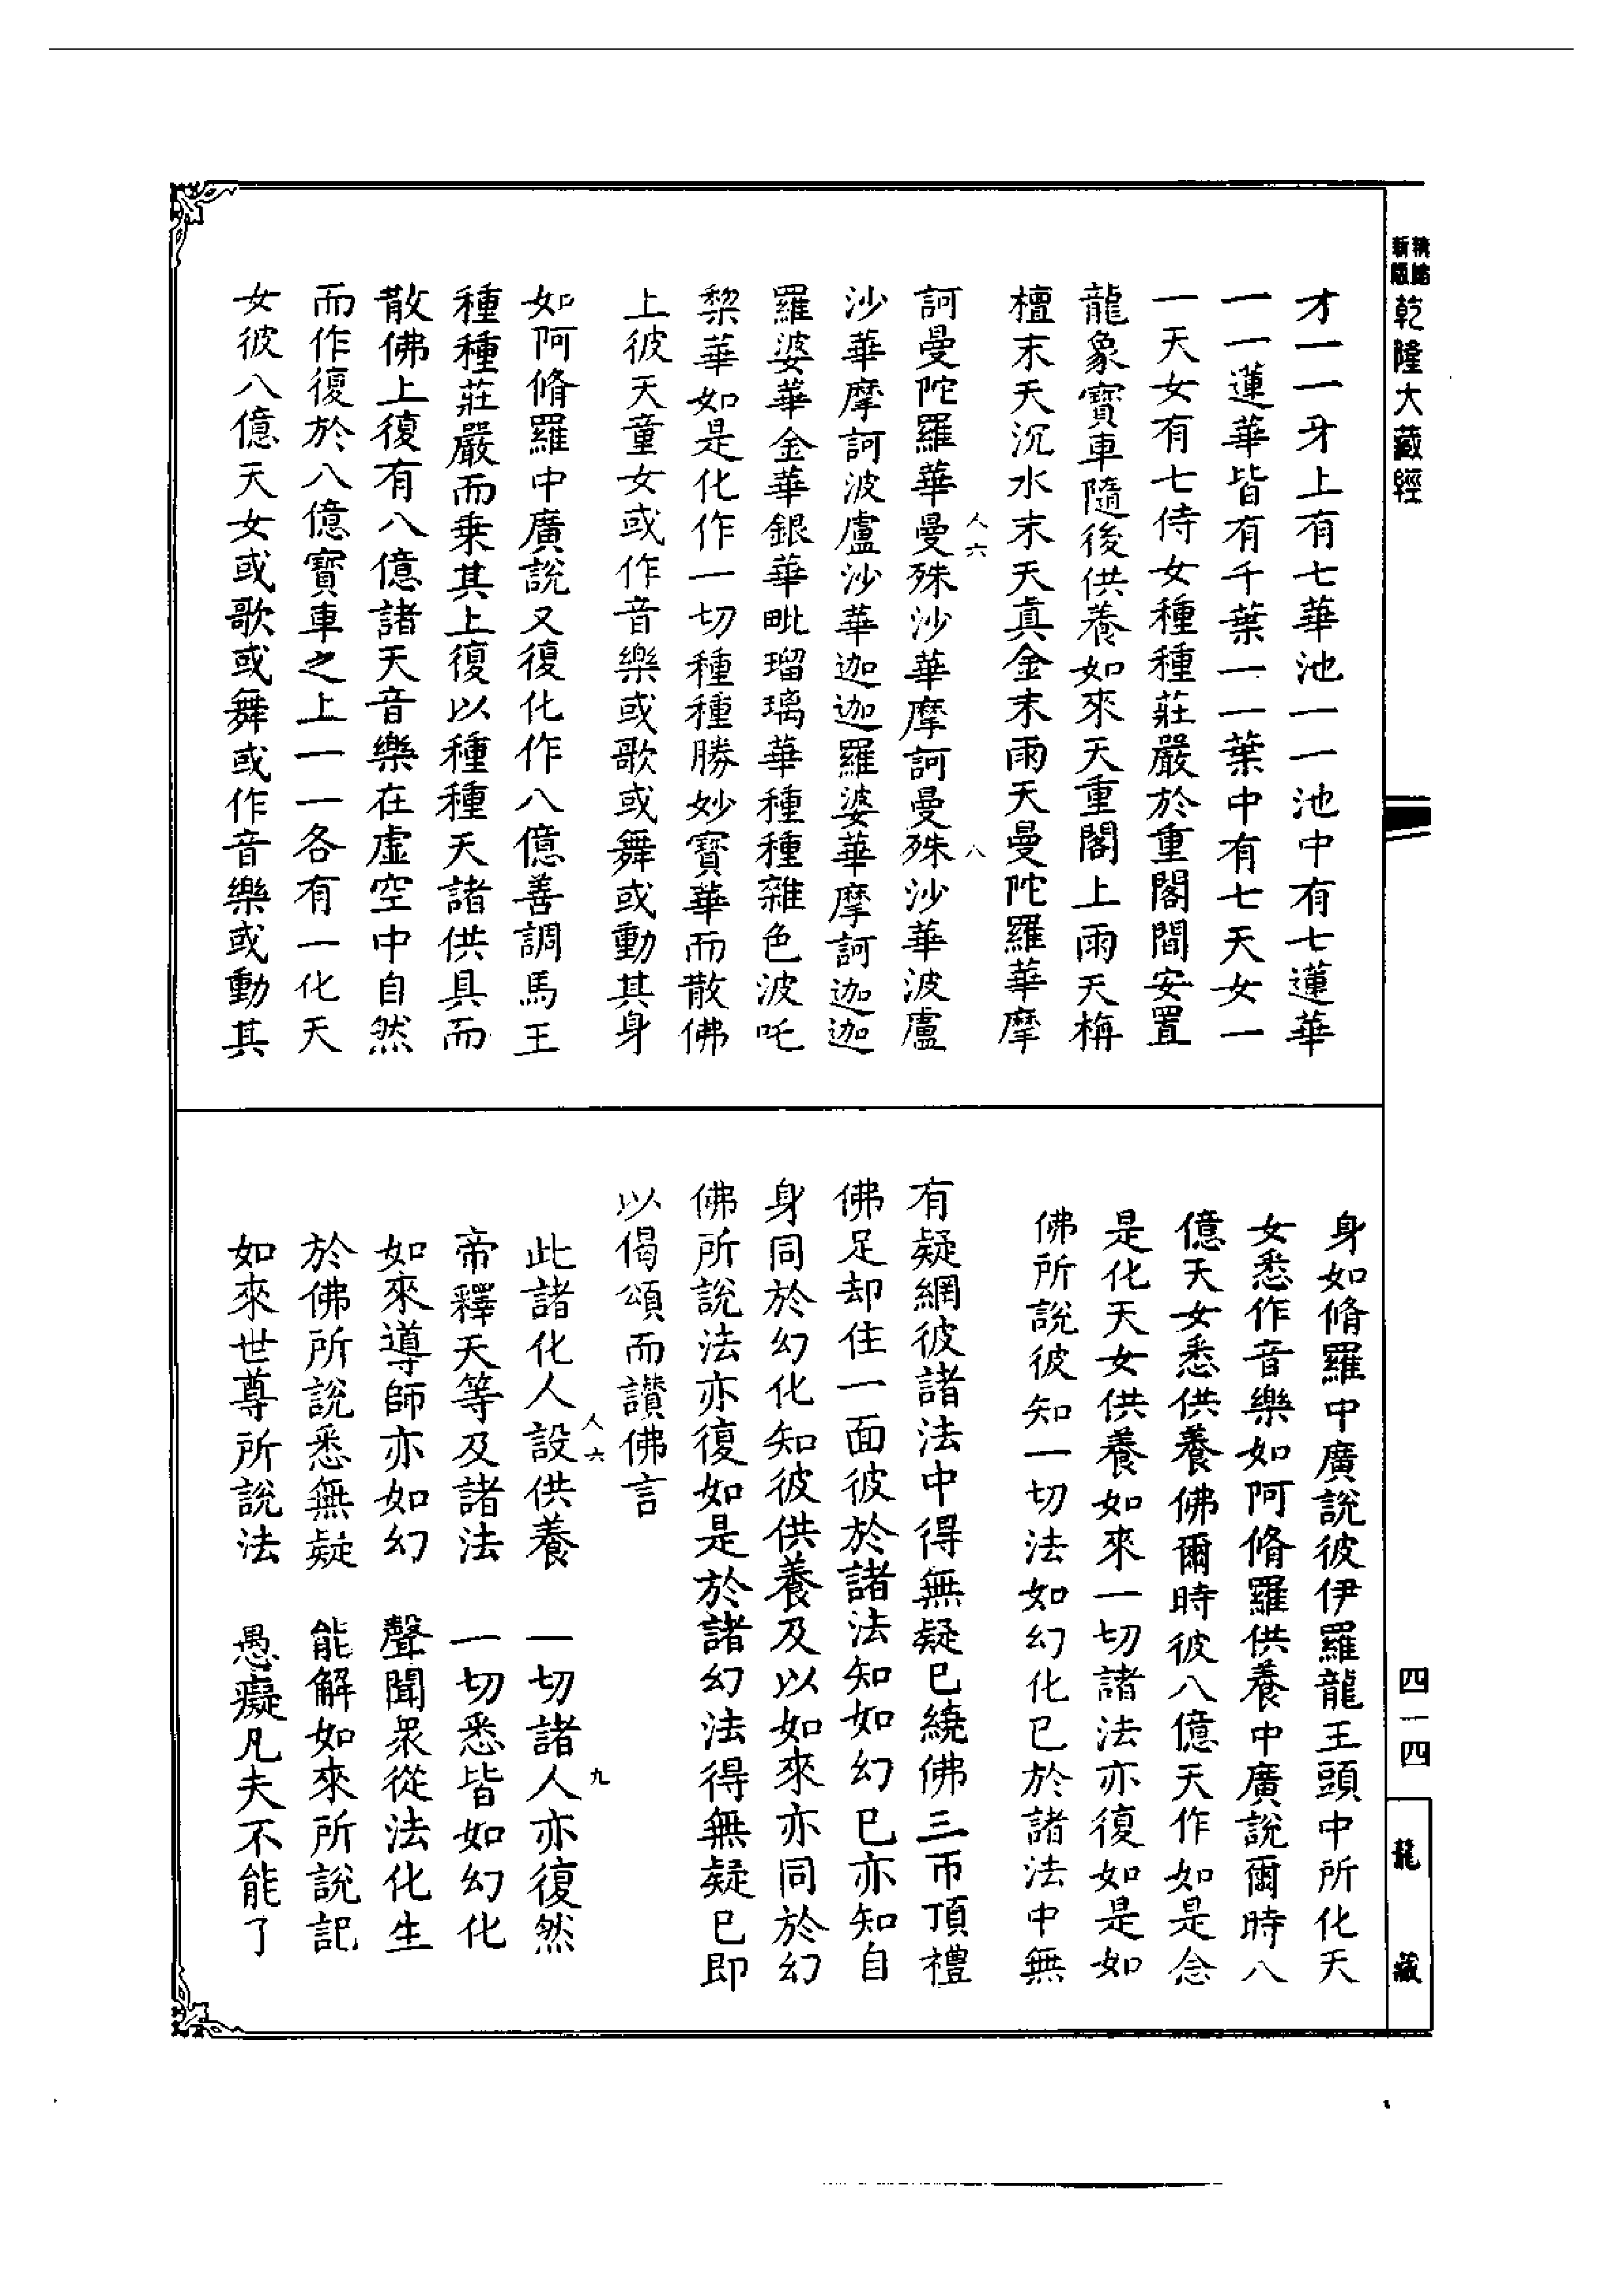 新縮
乾隆大藏經
才一一牙上有七華池一一池中有七蓮華
一一蓮華皆有千葉一一葉中有七天女一
一天女有七侍女種種莊嚴於重閣間安置
龍象寶車隨後供養如來天重閣上雨天栴
檀末天沉水末天真金末雨天曼陀羅華摩
人六
八
訶曼陀羅華曼殊沙華摩訶曼殊沙華波盧
沙華摩訶波盧沙華迦迦羅婆華摩訶迦迦
羅婆華金華銀華毗瑠璃華種種雜色波吒
棃華如是化作一切種種勝妙寶華而散佛
上彼天童女或作音樂或歌或舞或動其身
如阿脩羅中廣說又復化作八億善調馬王
種種莊嚴而乘其上復以種種天諸供具而
散佛上復有八億諸天音樂在虛空中自然
而作復於八億寶車之上一一各有一化天
女彼八億天女或歌或舞或作音樂或動其
身如脩羅中廣說彼伊羅龍王頭中所化天
女悉作音樂如阿脩羅供養中廣說爾時八
億天女悉供養佛爾時彼八億天作如是念
是化天女供養如來一切諸法亦復如是如
佛所說彼知一切法如幻化已於諸法中無
有疑網彼諸法中得無疑已繞佛三帀頂禮
佛足却住一面彼於諸法知如幻已亦知自
身同於幻化知彼供養及以如來亦同於幻
佛所說法亦復如是於諸幻法得無疑已即
以偈頌而讚佛言
人六
九
此諸化人設供養　一切諸人亦復然
帝釋天等及諸法　一切悉皆如幻化
如來導師亦如幻　聲聞衆從法化生
於佛所說悉無疑　能解如來所說記
如來世尊所說法　愚癡凡夫不能了
四一四
龍藏